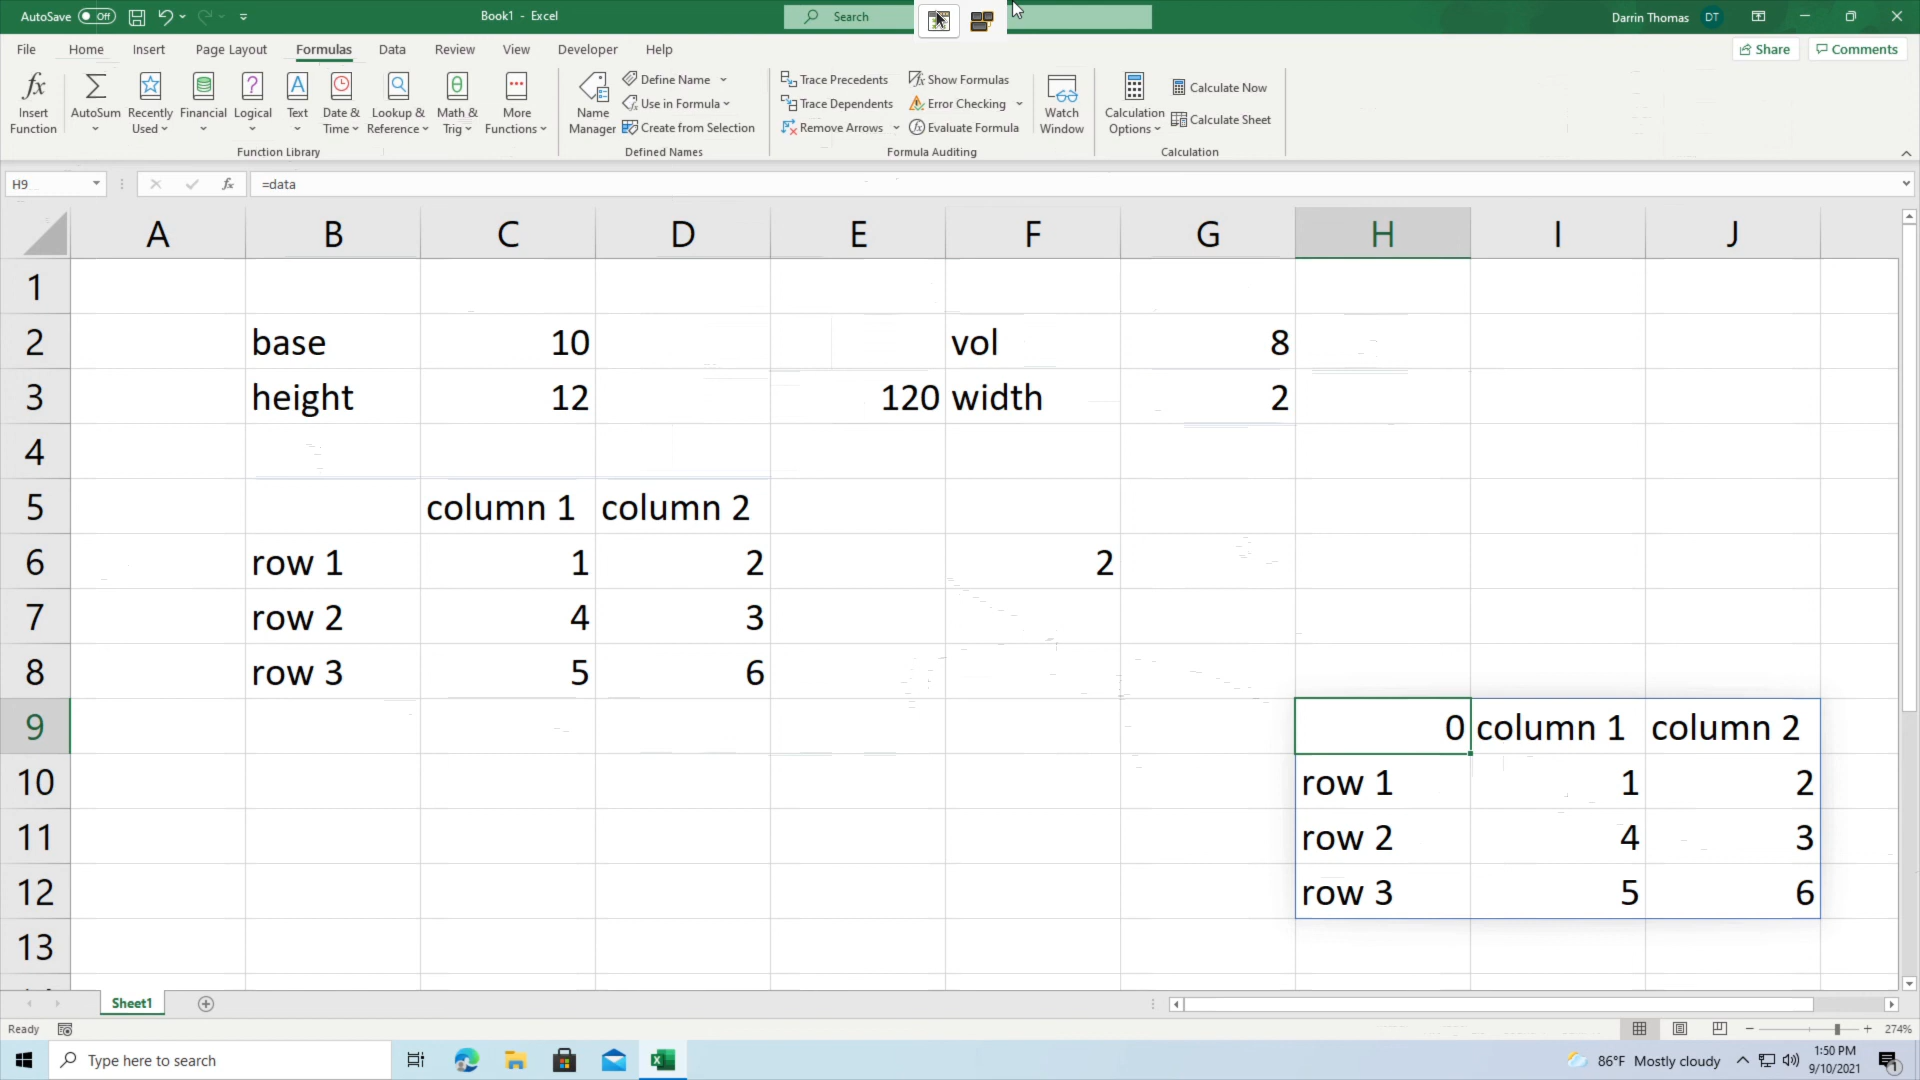 AutoSave Off Book1 - Excel Search Darrin Thomas DT
File Home Insert Page Layout Formulas Data Review View Developer Help Share Comments
Insert Function AutoSum Recently Used Financial Logical Text Date & Time Lookup & Reference Math & Trig More Functions
Function Library
Name Manager Define Name Use in Formula Create from Selection
Defined Names
Trace Precedents Show Formulas
Trace Dependents Error Checking
Remove Arrows Evaluate Formula
Watch Window
Formula Auditing
Calculation Options Calculate Now Calculate Sheet
Calculation
H9 fx =data
A B C D E F G H I J
1
2 base 10 vol 8
3 height 12 120 width 2
4
5 column 1 column 2
6 row 1 1 2 2
7 row 2 4 3
8 row 3 5 6
9 0 column 1 column 2
10 row 1 1 2
11 row 2 4 3
12 row 3 5 6
13
Sheet1
Ready 274%
Type here to search 86°F Mostly cloudy 1:50 PM
9/10/2021 1